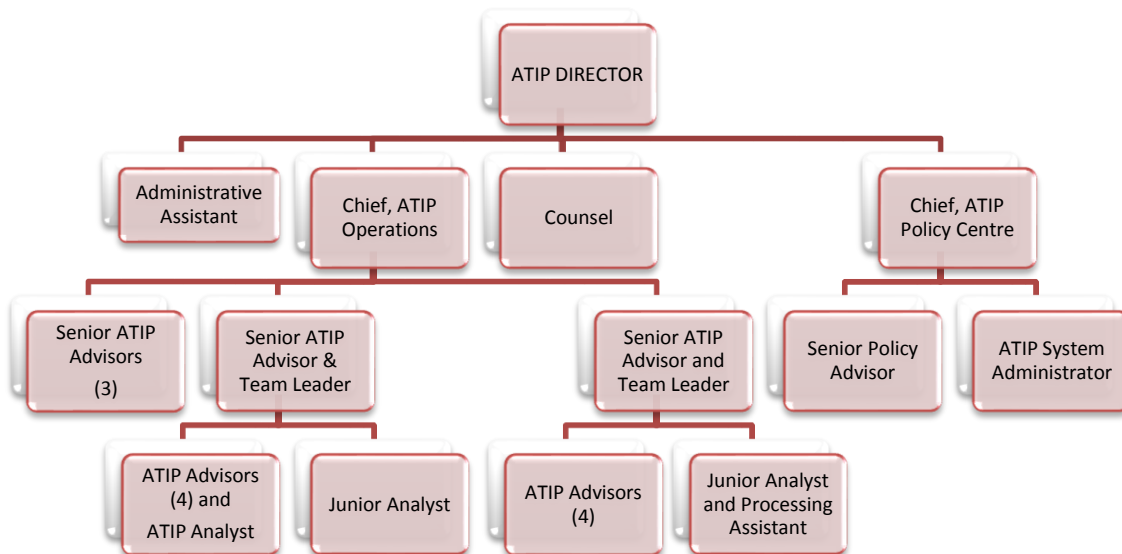 ATIP DIRECTOR
Administrative
Assistant
Chief, ATIP
Operations
Counsel
Chief, ATIP
Policy Centre
Senior ATIP
Advisors
(3)
Senior ATIP
Advisor &
Team Leader
Senior ATIP
Advisor and
Team Leader
Senior Policy
Advisor
ATIP System
Administrator
ATIP Advisors
(4) and
ATIP Analyst
Junior Analyst
ATIP Advisors
(4)
Junior Analyst
and Processing
Assistant